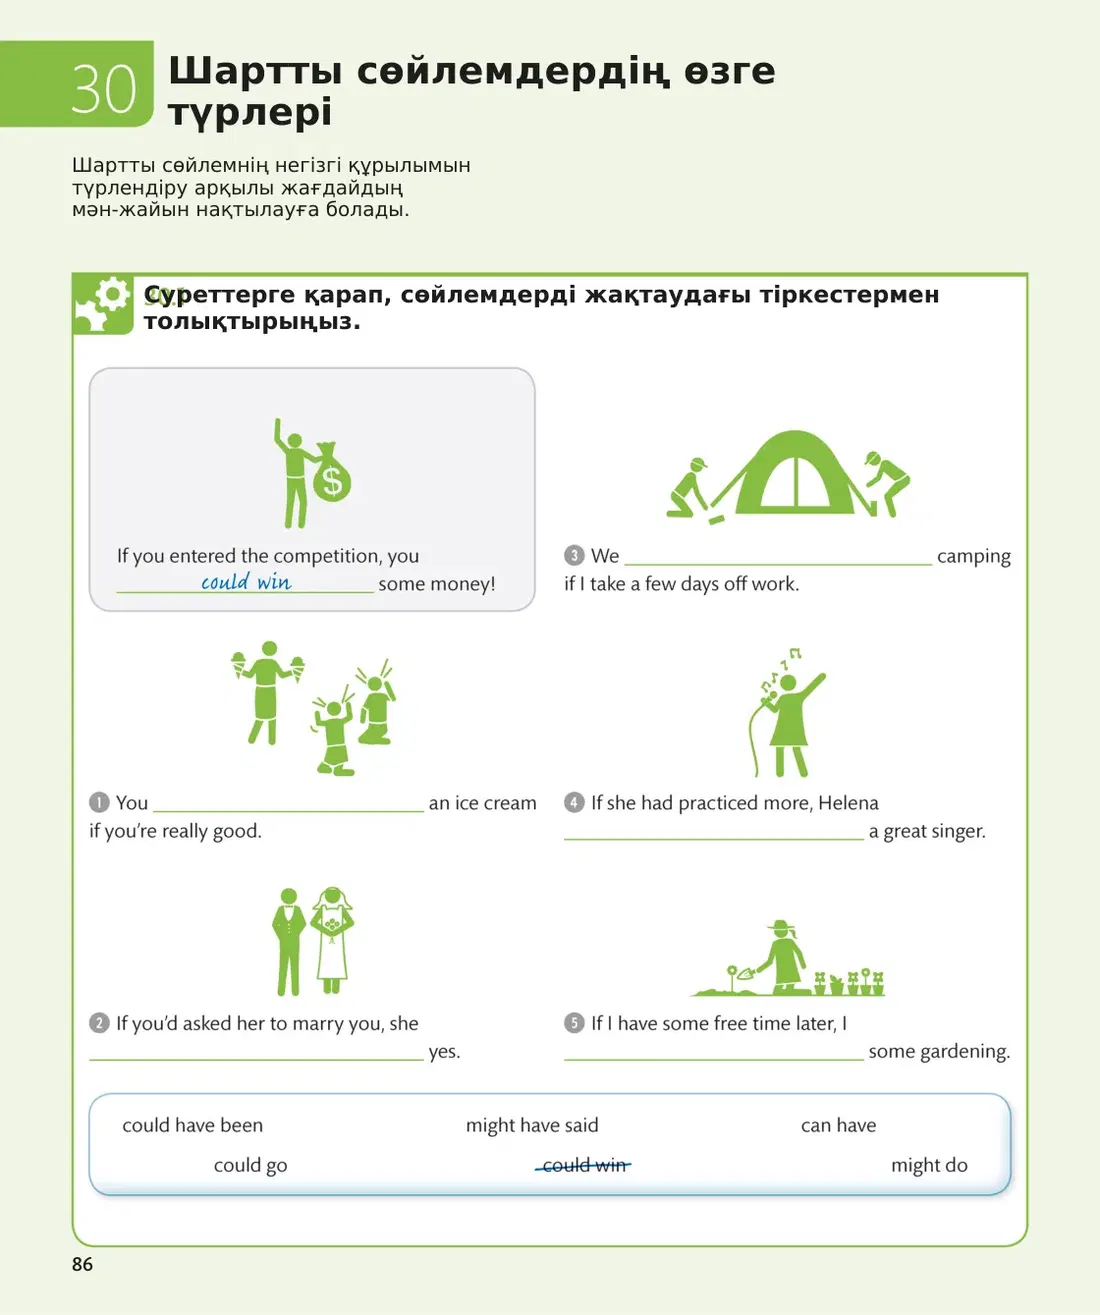 30
Шартты сөйлемдердің өзге
түрлері
Шартты сөйлемнің негізгі құрылымын
түрлендіру арқылы жағдайдың
мән-жайын нақтылауға болады.
Суреттерге қарап, сөйлемдерді жақтаудағы тіркестермен
толықтырыңыз.
If you entered the competition, you
could win some money!
1 You an ice cream
if you're really good.
2 If you'd asked her to marry you, she
yes.
3 We camping
if I take a few days off work.
4 If she had practiced more, Helena
a great singer.
5 If I have some free time later, I
some gardening.
could have been might have said can have
could go could win might do
86